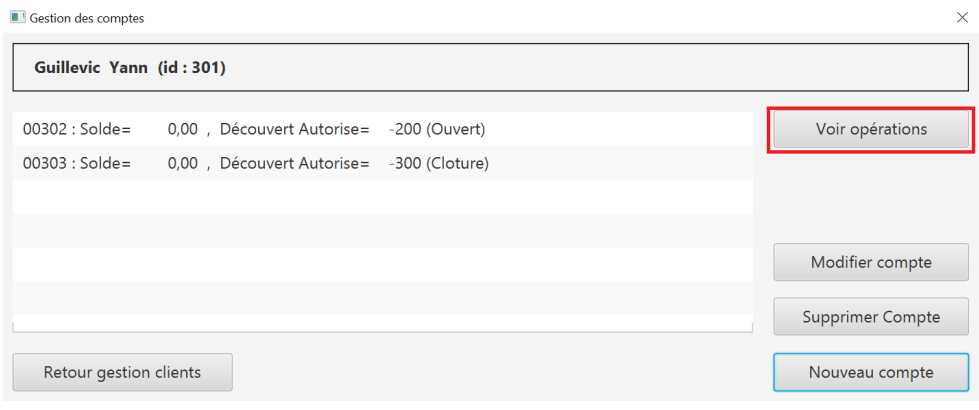 Gestion des comptes
Guillevic Yann (id : 301)
00302 : Solde= 0,00 , Découvert Autorise= -200 (Ouvert)
00303 : Solde= 0,00 , Découvert Autorise= -300 (Cloture)
Voir opérations
Modifier compte
Supprimer Compte
Retour gestion clients
Nouveau compte